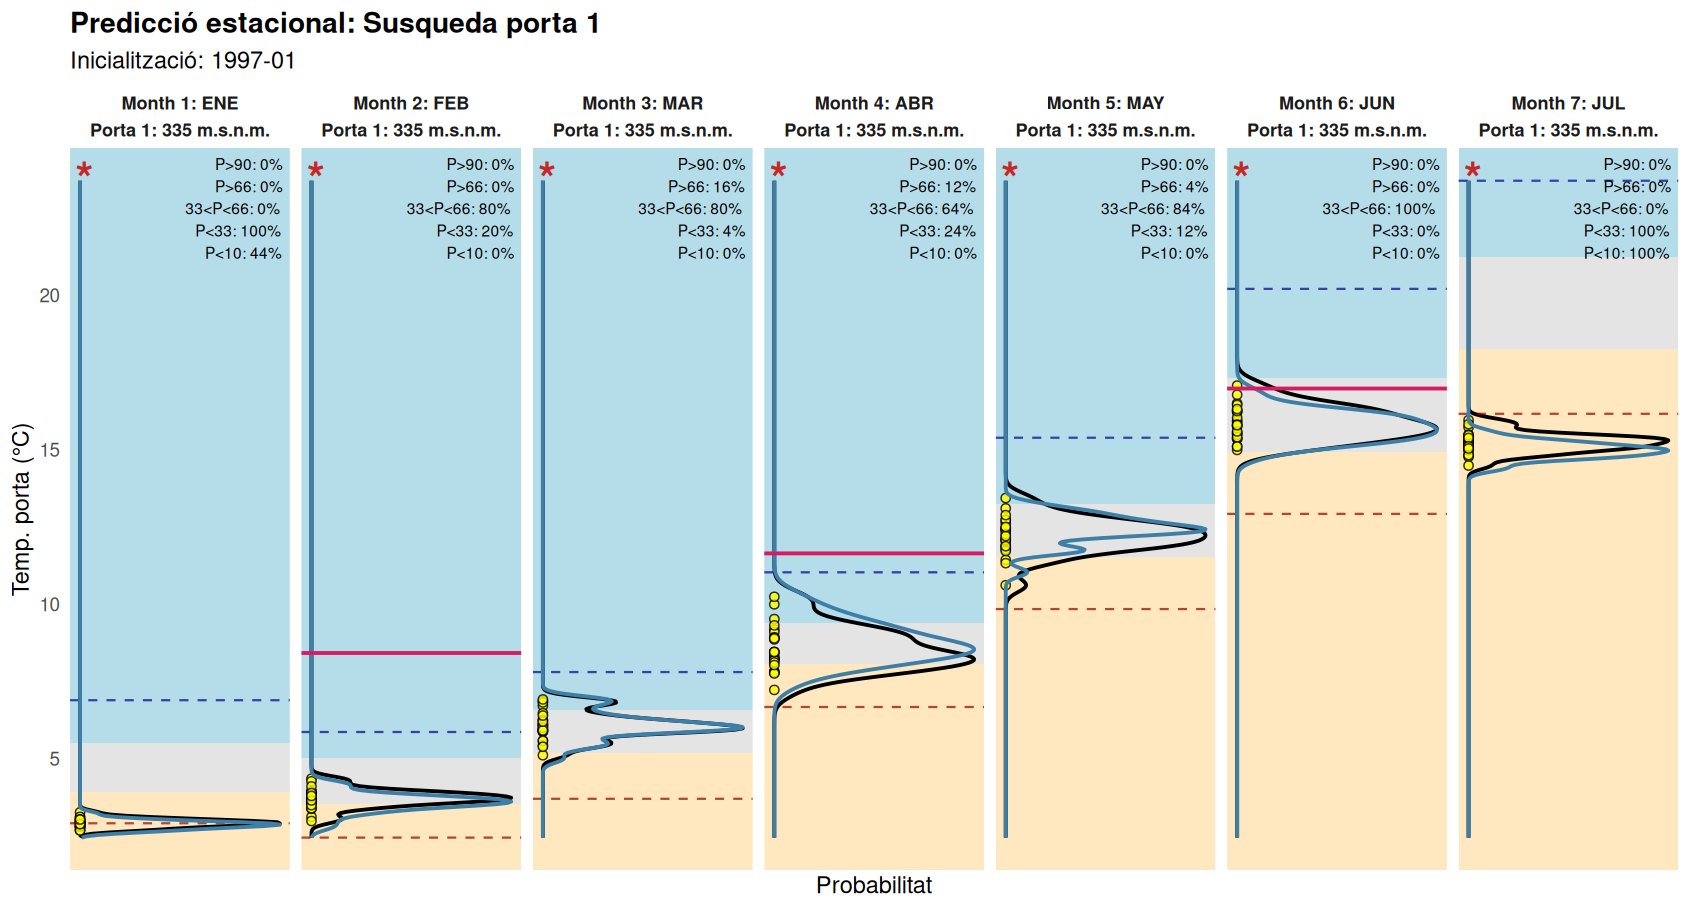 Predicció estacional: Susqueda porta 1
Inicialització: 1997-01
Month 1: ENE
Porta 1: 335 m.s.n.m.
Month 2: FEB
Porta 1: 335 m.s.n.m.
Month 3: MAR
Porta 1: 335 m.s.n.m.
Month 4: ABR
Porta 1: 335 m.s.n.m.
Month 5: MAY
Porta 1: 335 m.s.n.m.
Month 6: JUN
Porta 1: 335 m.s.n.m.
Month 7: JUL
Porta 1: 335 m.s.n.m.
*
P>90: 0%
P>66: 0%
33<P<66: 0%
P<33: 100%
P<10: 44%
*
P>90: 0%
P>66: 0%
33<P<66: 80%
P<33: 20%
P<10: 0%
*
P>90: 0%
P>66: 16%
33<P<66: 80%
P<33: 4%
P<10: 0%
*
P>90: 0%
P>66: 12%
33<P<66: 64%
P<33: 24%
P<10: 0%
*
P>90: 0%
P>66: 4%
33<P<66: 84%
P<33: 12%
P<10: 0%
*
P>90: 0%
P>66: 0%
33<P<66: 100%
P<33: 0%
P<10: 0%
*
P>90: 0%
P>66: 0%
33<P<66: 0%
P<33: 100%
P<10: 100%
20
15
10
5
Temp. porta (°C)
Probabilitat